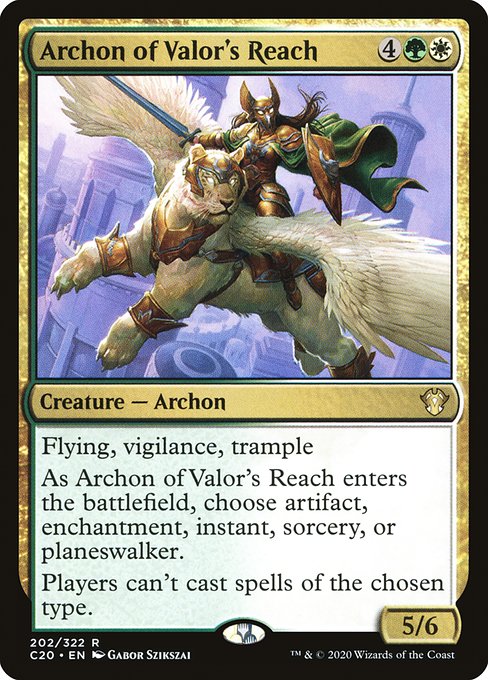 Archon of Valor's Reach 4
Creature — Archon
Flying, vigilance, trample
As Archon of Valor's Reach enters
the battlefield, choose artifact,
enchantment, instant, sorcery, or
planeswalker.
Players can't cast spells of the chosen
type.
5/6
202/322 R
C20 • EN Gabor Szikszai
™ & © 2020 Wizards of the Coast